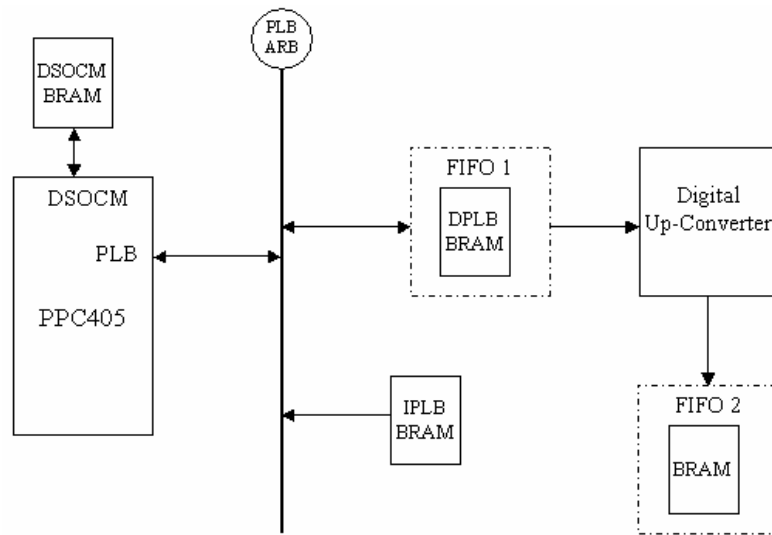 PLB
ARB
DSOCM
BRAM
DSOCM
PLB
PPC405
FIFO 1
DPLB
BRAM
Digital
Up-Converter
IPLB
BRAM
FIFO 2
BRAM